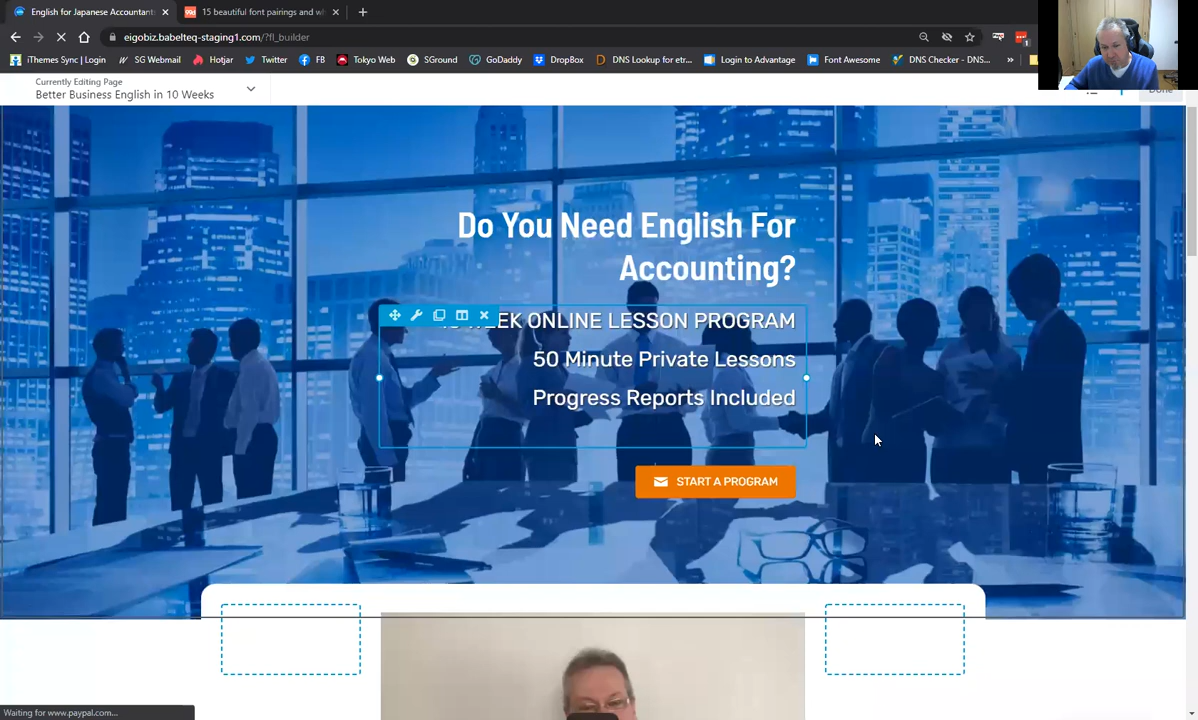 English for Japanese Accountant
15 beautiful font pairings and wh
eigobiz.babelteq-staging1.com/?fl_builder
iThemes Sync | Login
SG Webmail
Hotjar
Twitter
FB
Tokyo Web
SGround
GoDaddy
DropBox
DNS Lookup for etr...
Login to Advantage
Font Awesome
DNS Checker - DNS...
Currently Editing Page
Better Business English in 10 Weeks
Done
Do You Need English For
Accounting?
WEEK ONLINE LESSON PROGRAM
50 Minute Private Lessons
Progress Reports Included
START A PROGRAM
Waiting for www.paypal.com...